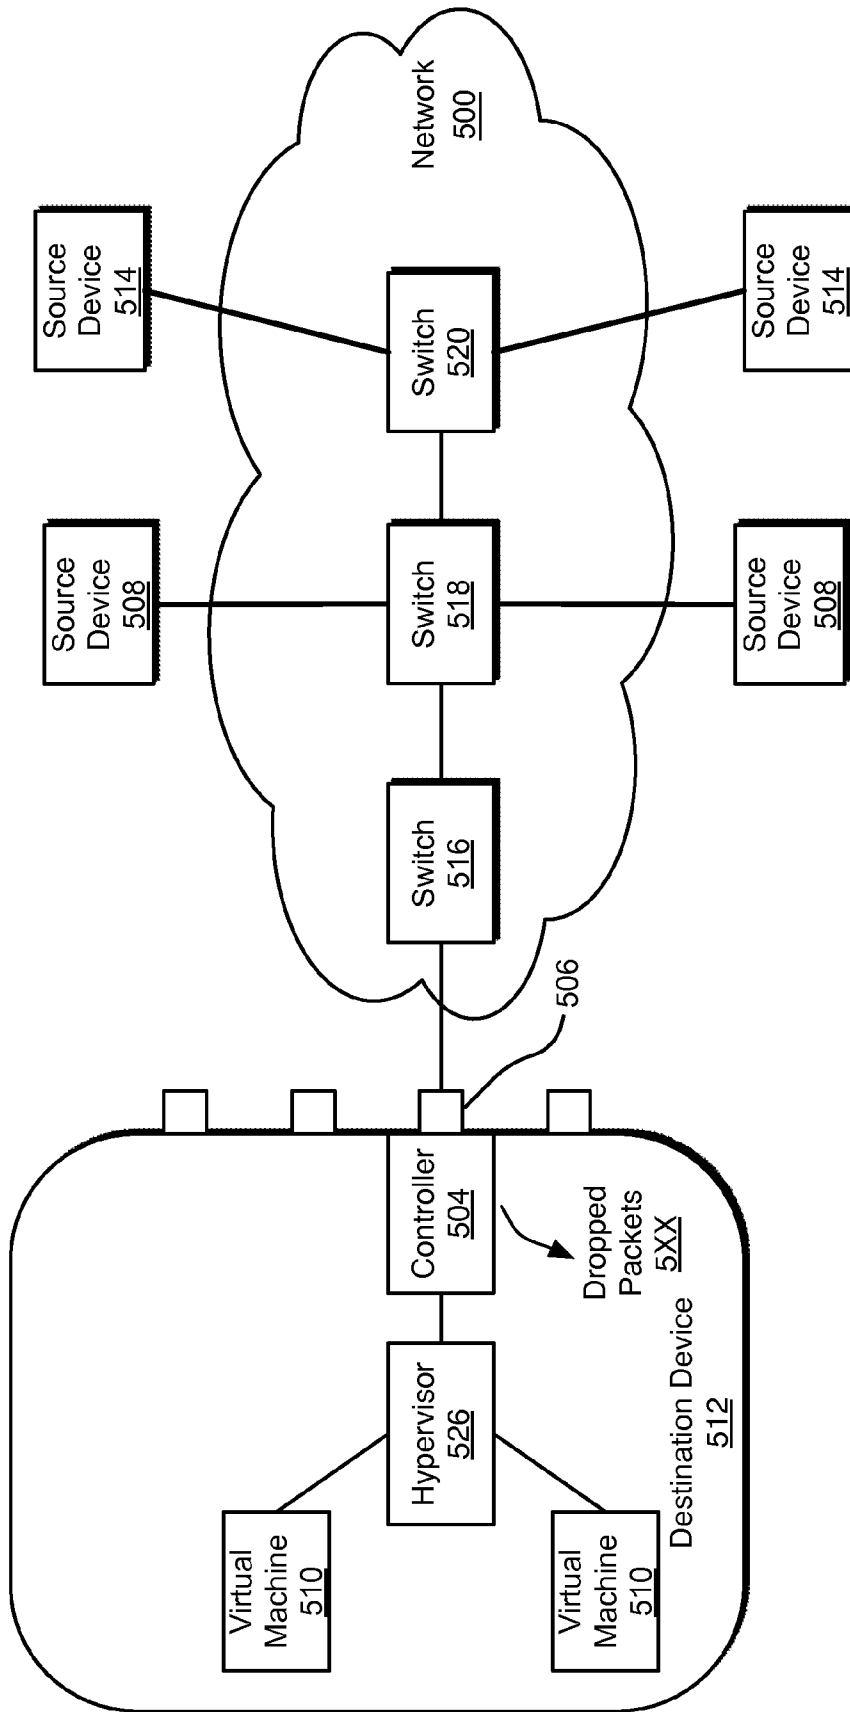 Source
Device
514
Source
Device
508
Network
500
Switch
520
Switch
518
Switch
516
Source
Device
514
Source
Device
508
506
Controller
504
Dropped
Packets
5XX
Hypervisor
526
Virtual
Machine
510
Virtual
Machine
510
Destination Device
512